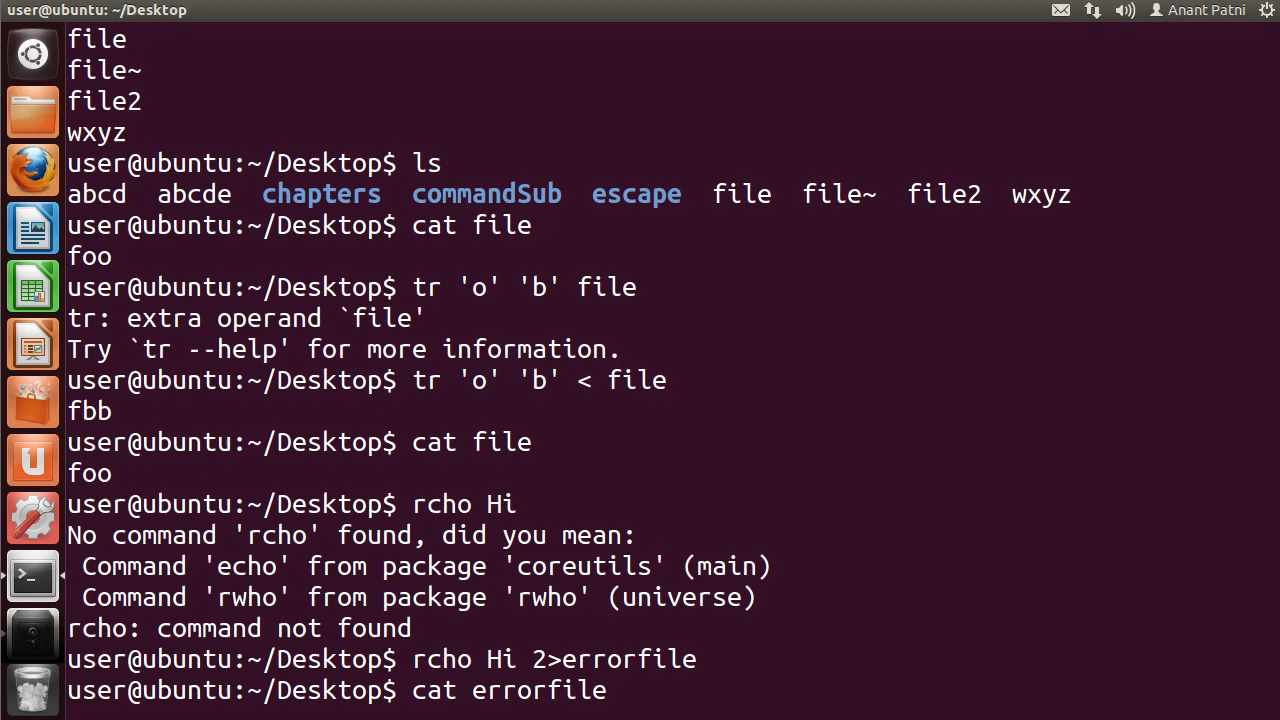 user@ubuntu: ~/Desktop
Anant Patni
file
file~
file2
wxyz
user@ubuntu:~/Desktop$ ls
abcd  abcde  chapters  commandSub  escape  file  file~  file2  wxyz
user@ubuntu:~/Desktop$ cat file
foo
user@ubuntu:~/Desktop$ tr 'o' 'b' file
tr: extra operand `file'
Try `tr --help' for more information.
user@ubuntu:~/Desktop$ tr 'o' 'b' < file
fbb
user@ubuntu:~/Desktop$ cat file
foo
user@ubuntu:~/Desktop$ rcho Hi
No command 'rcho' found, did you mean:
 Command 'echo' from package 'coreutils' (main)
 Command 'rwho' from package 'rwho' (universe)
rcho: command not found
user@ubuntu:~/Desktop$ rcho Hi 2>errorfile
user@ubuntu:~/Desktop$ cat errorfile